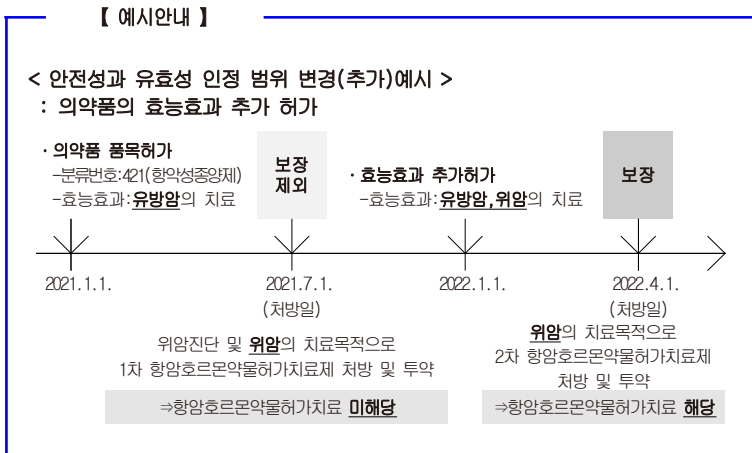 【 예시안내 】
< 안전성과 유효성 인정 범위 변경(추가)예시 >
: 의약품의 효능효과 추가 허가
· 의약품 품목허가
-분류번호:421(항악성종양제)
-효능효과:유방암의 치료
보장
제외
· 효능효과 추가허가
-효능효과:유방암,위암의 치료
보장
2021.1.1.
2021.7.1.
(처방일)
2022.1.1.
2022.4.1.
(처방일)
위암진단 및 위암의 치료목적으로
1차 항암호르몬약물허가치료제 처방 및 투약
⇒항암호르몬약물허가치료 미해당
위암의 치료목적으로
2차 항암호르몬약물허가치료제
처방 및 투약
⇒항암호르몬약물허가치료 해당